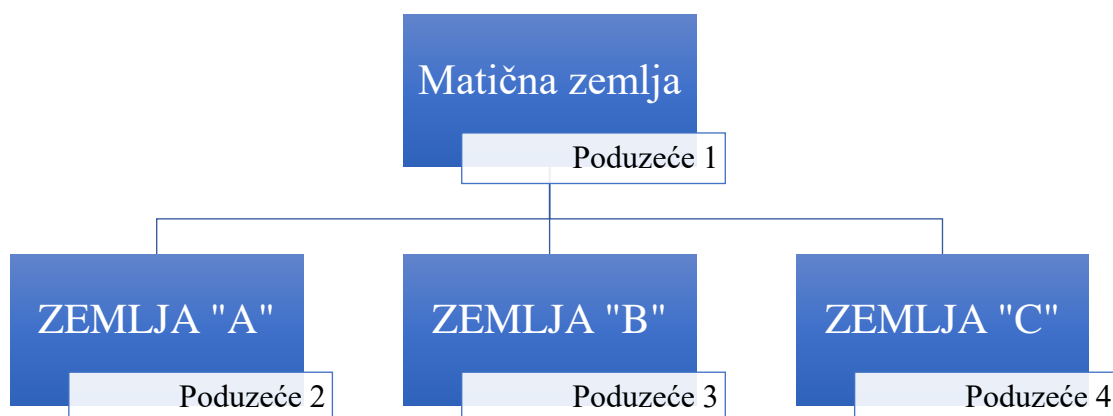 Matična zemlja
Poduzeće 1
ZEMLJA "A"
Poduzeće 2
ZEMLJA "B"
Poduzeće 3
ZEMLJA "C"
Poduzeće 4